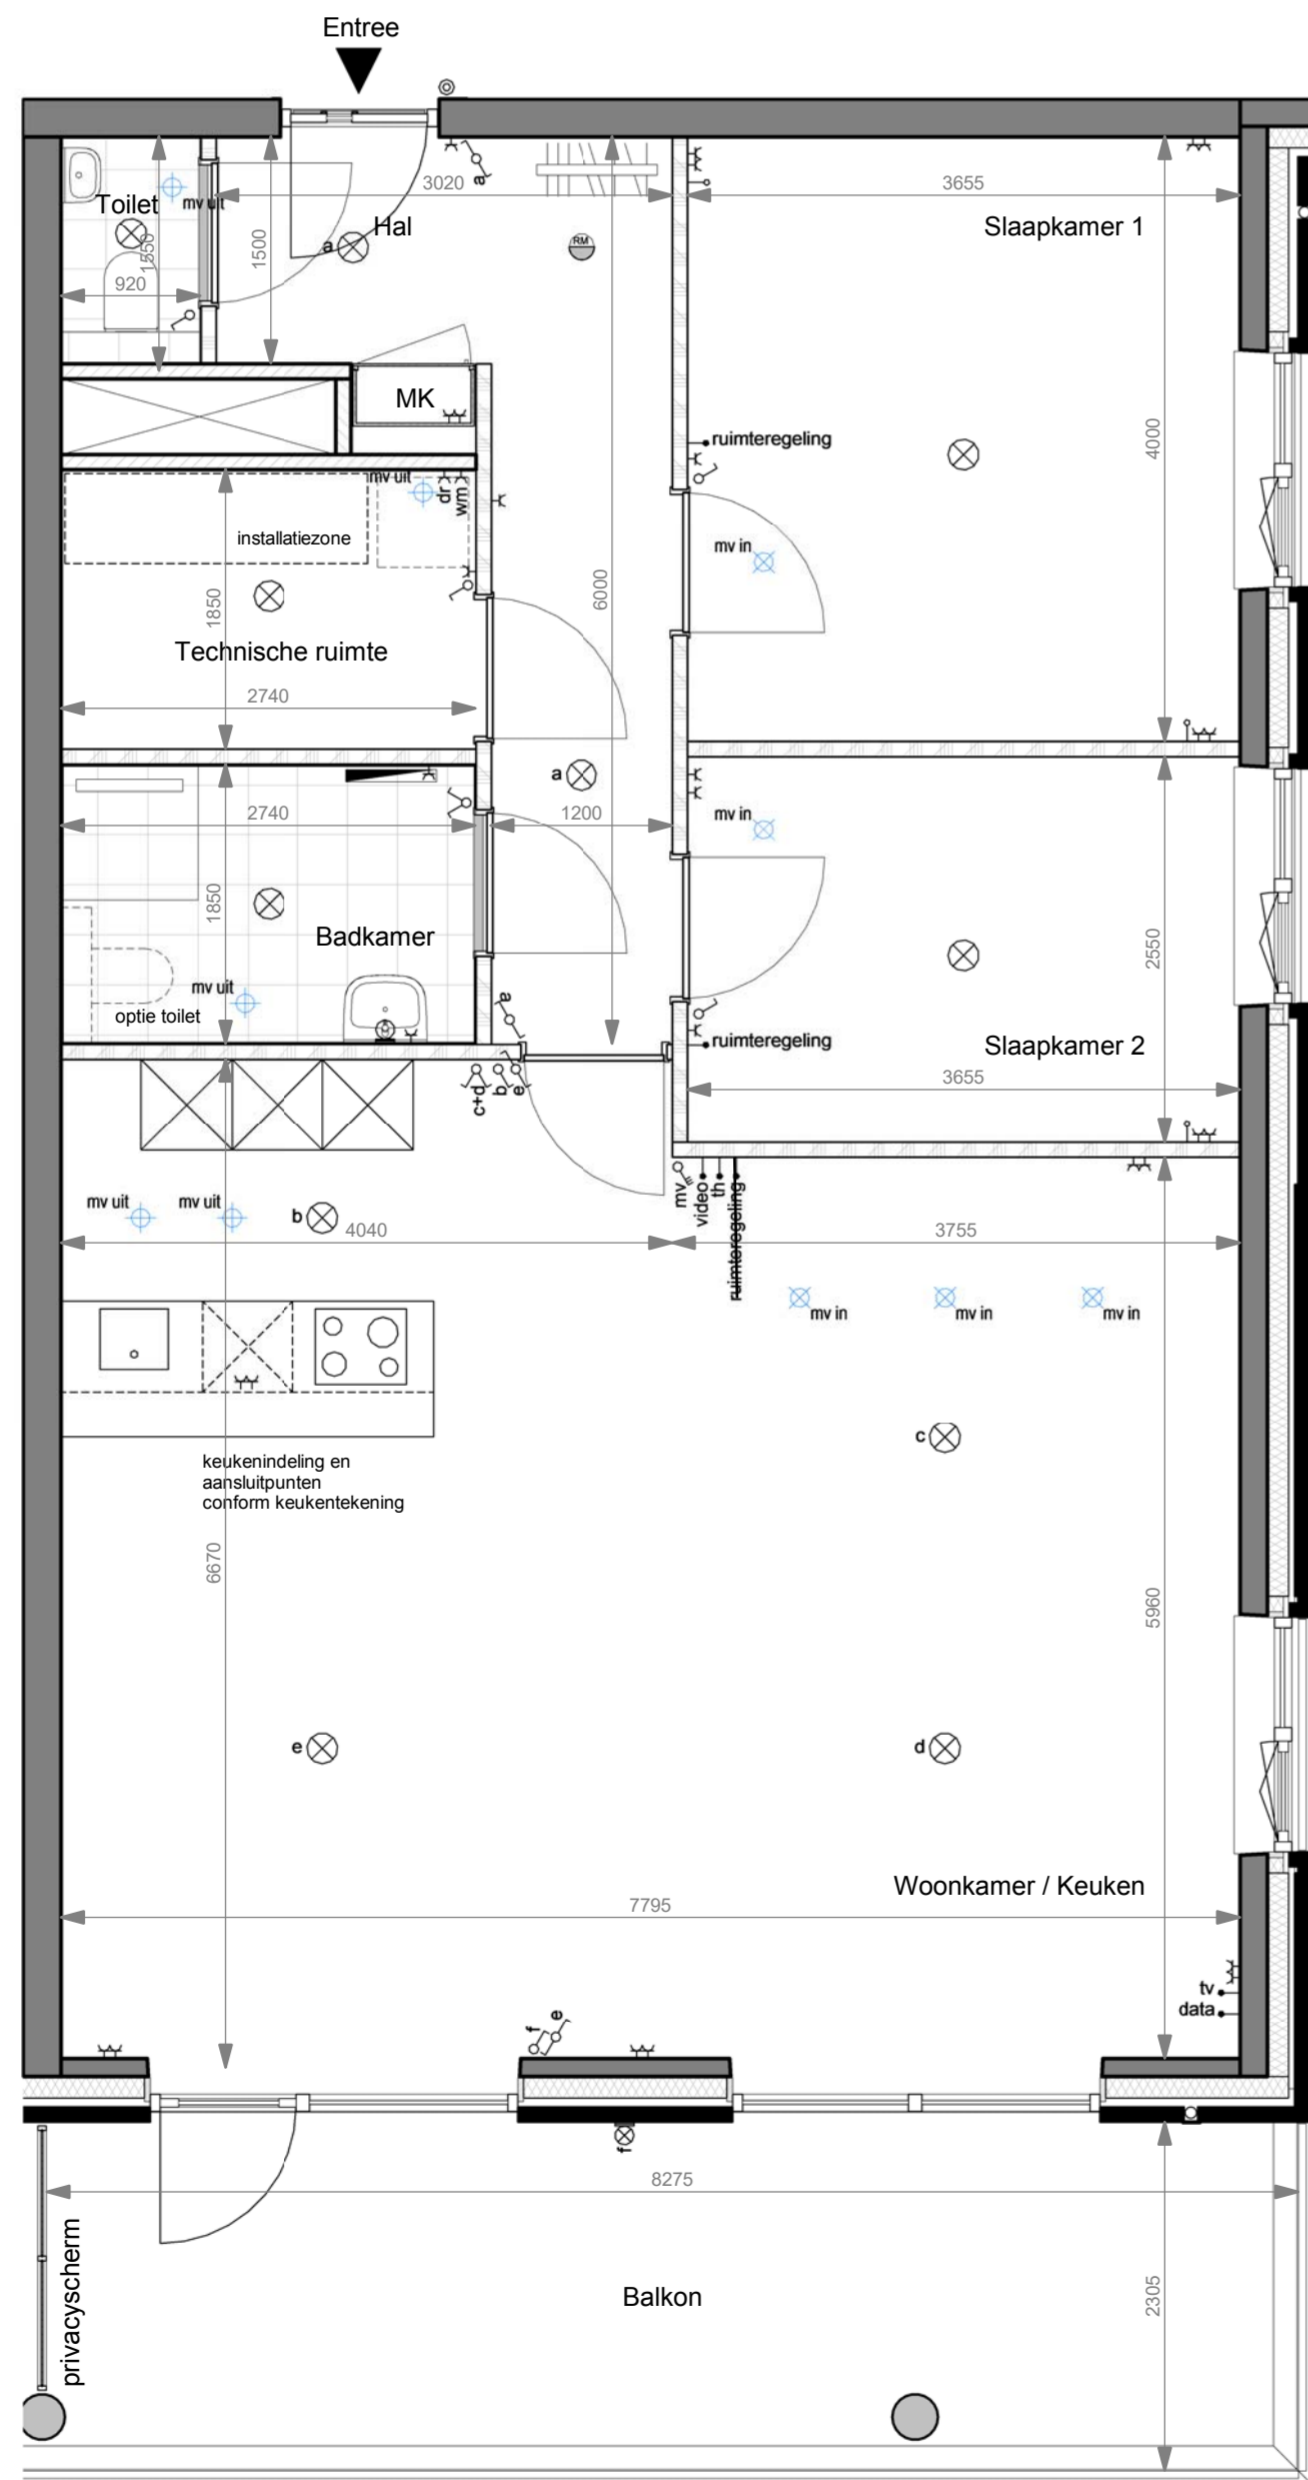 Entree
3020
a
3655
Toilet
mv uit
Hal
Slaapkamer 1
a
RM
1550
1500
920
MK
ruimteregeling
4000
mv uit
dr
wm
installatiezone
mv in
1850
6000
Technische ruimte
2740
a
2740
1200
mv in
1850
Badkamer
2550
mv uit
optie toilet
a
ruimteregeling
Slaapkamer 2
3655
c+d
b
e
mv
video
th
ruimteregeling
mv uit
mv uit
b
4040
3755
mv in
mv in
mv in
c
keukenindeling en
aansluitpunten
conform keukentekening
6670
5960
e
d
Woonkamer / Keuken
7795
tv
data
f
e
f
8275
privacyscherm
Balkon
2305